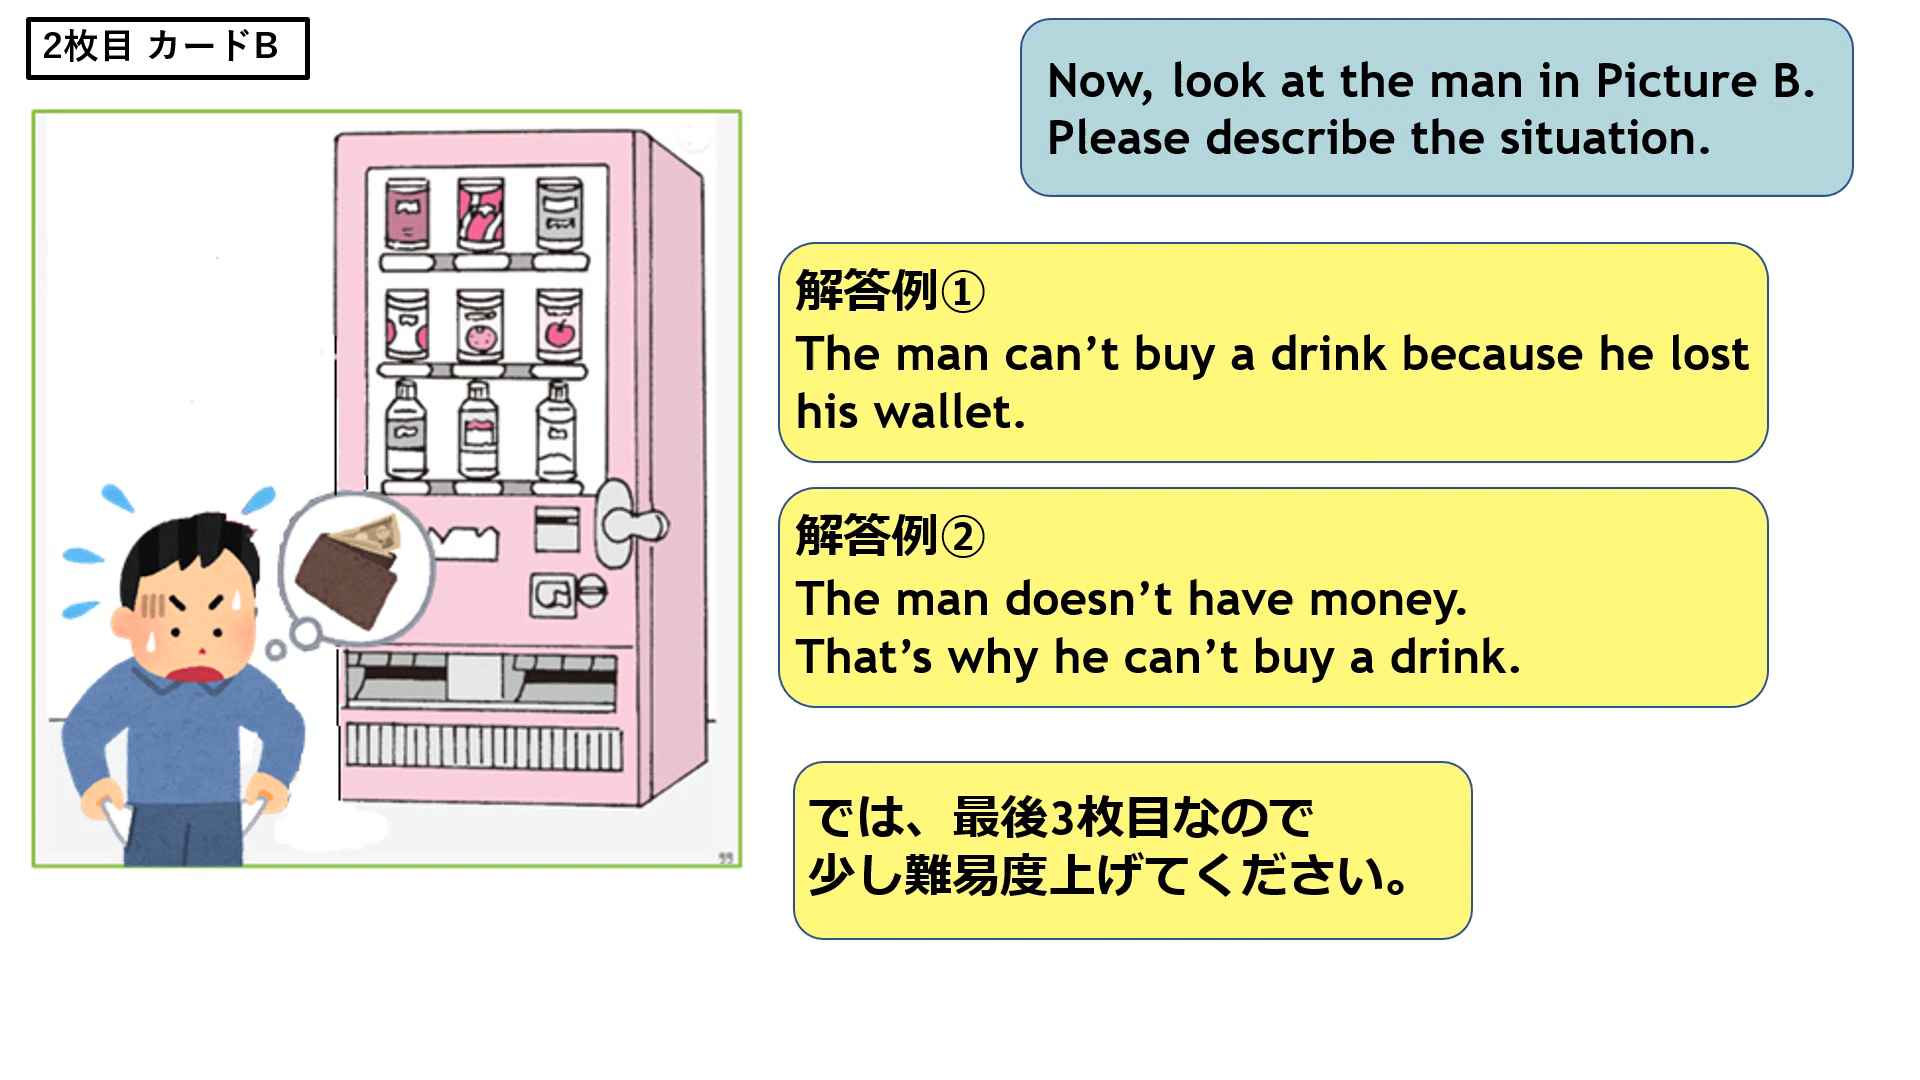 2枚目 カードB
Now, look at the man in Picture B.
Please describe the situation.
解答例①
The man can’t buy a drink because he lost
his wallet.
解答例②
The man doesn’t have money.
That’s why he can’t buy a drink.
では、最後3枚目なので
少し難易度上げてください。